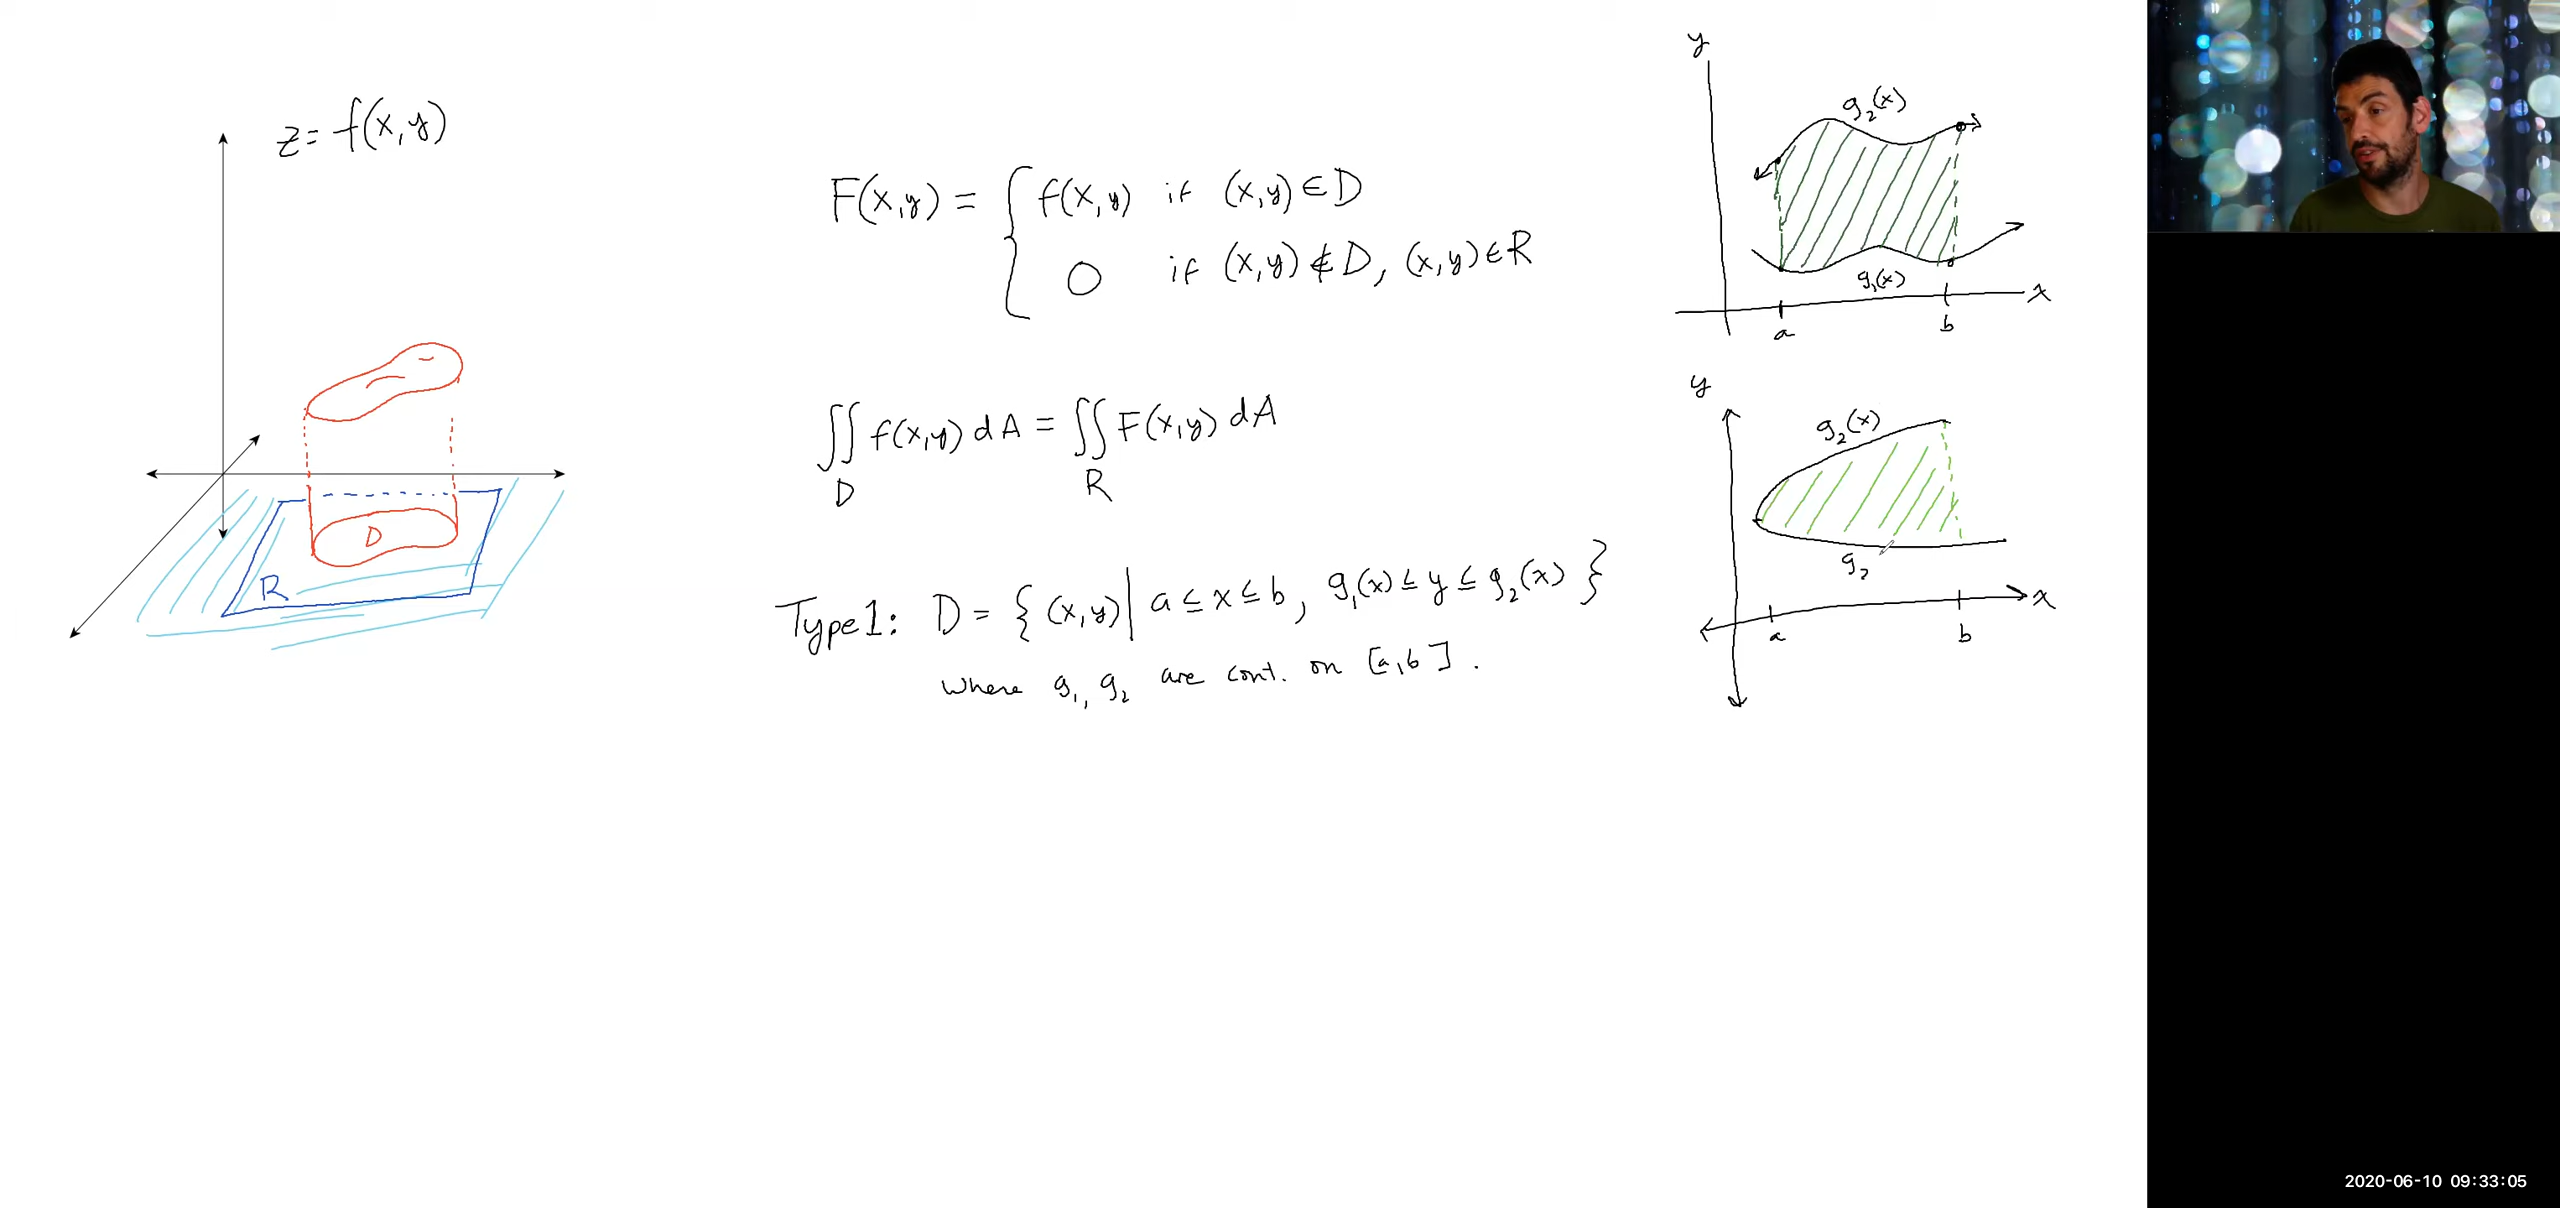 z = f(x,y)
D
R
F(x,y) = { f(x,y) if (x,y) ∈ D
0 if (x,y) ∉ D, (x,y) ∈ R
∬ f(x,y) dA = ∬ F(x,y) dA
D R
Type 1: D = { (x,y) | a ≤ x ≤ b, g₁(x) ≤ y ≤ g₂(x) }
where g₁, g₂ are cont. on [a,b].
y
g₂(x)
g₁(x)
x
a b
y
g₂(x)
g₂
x
a b
2020-06-10 09:33:05